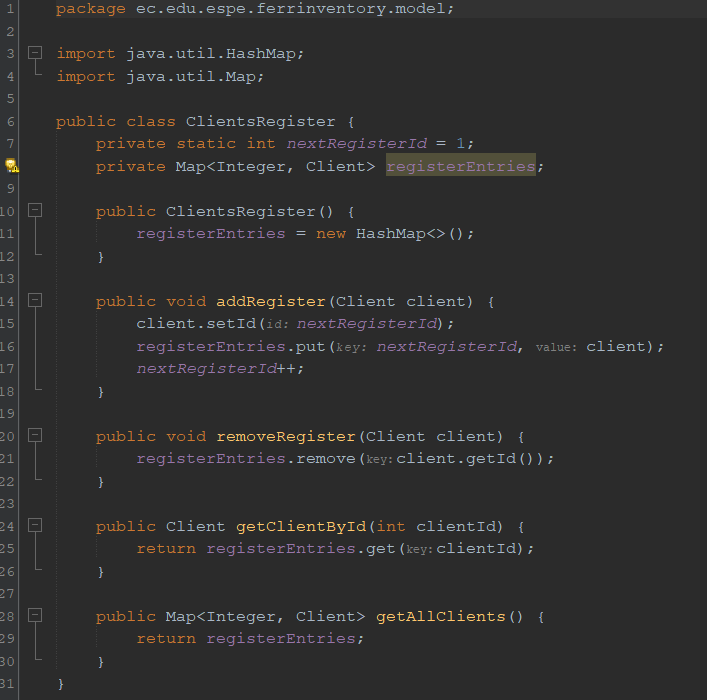 1 package ec.edu.espe.ferrinventory.model;
2
3 import java.util.HashMap;
4 import java.util.Map;
5
6 public class ClientsRegister {
7 private static int nextRegisterId = 1;
private Map<Integer, Client> registerEntries;
9
10 public ClientsRegister() {
11 registerEntries = new HashMap<>();
12 }
13
14 public void addRegister(Client client) {
15 client.setId(id: nextRegisterId);
16 registerEntries.put(key: nextRegisterId, value: client);
17 nextRegisterId++;
18 }
19
20 public void removeRegister(Client client) {
21 registerEntries.remove(key: client.getId());
22 }
23
24 public Client getClientById(int clientId) {
25 return registerEntries.get(key: clientId);
26 }
27
28 public Map<Integer, Client> getAllClients() {
29 return registerEntries;
30 }
31 }